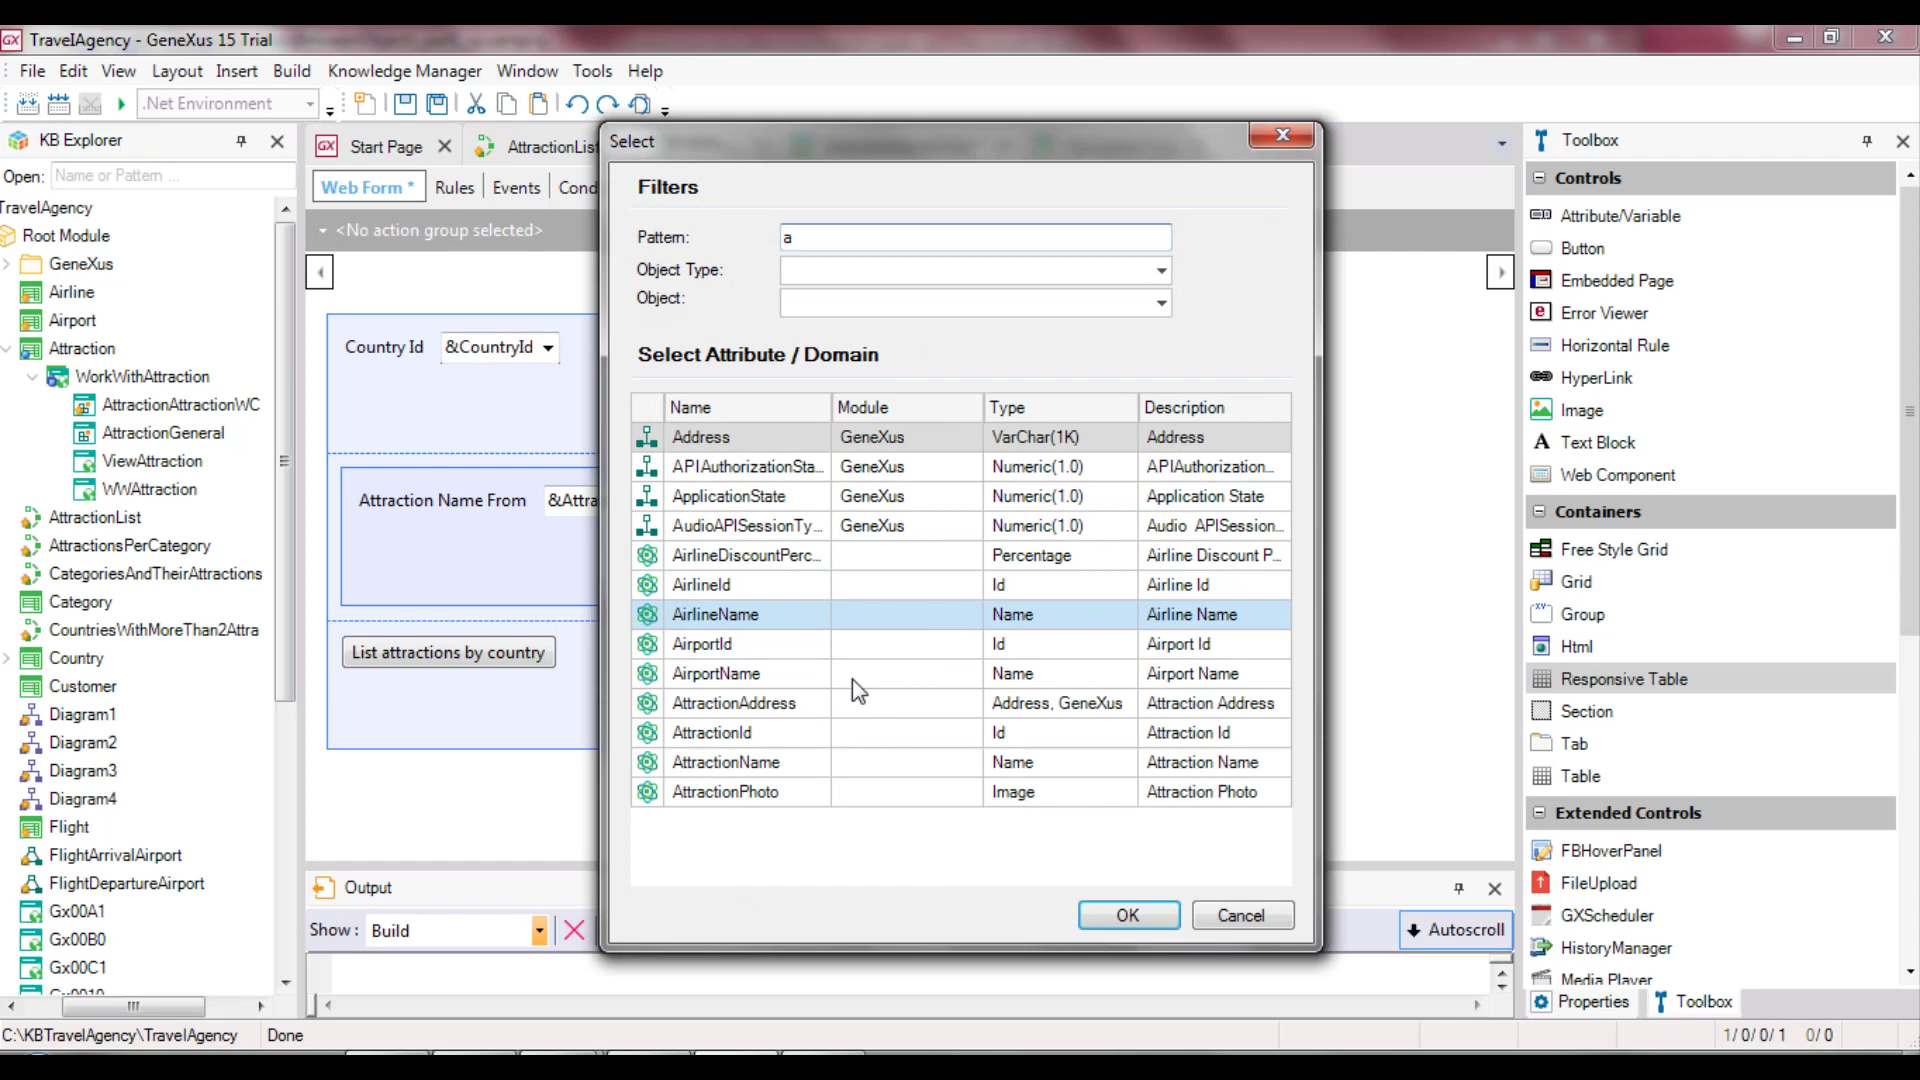 TravelAgency - GeneXus 15 Trial
File Edit View Layout Insert Build Knowledge Manager Window Tools Help
.Net Environment
KB Explorer
Open: Name or Pattern ...
TravelAgency
Root Module
GeneXus
Airline
Airport
Attraction
WorkWithAttraction
AttractionAttractionWC
AttractionGeneral
ViewAttraction
WWAttraction
AttractionList
AttractionsPerCategory
CategoriesAndTheirAttractions
Category
CountriesWithMoreThan2Attra
Country
Customer
Diagram1
Diagram2
Diagram3
Diagram4
Flight
FlightArrivalAirport
FlightDepartureAirport
Gx00A1
Gx00B0
Gx00C1
Start Page AttractionList
Web Form * Rules Events Cond
<No action group selected>
Country Id &CountryId
Attraction Name From &Attra
List attractions by country
Output
Show : Build
Autoscroll
Select
Filters
Pattern: a
Object Type:
Object:
Select Attribute / Domain
Name Module Type Description
Address GeneXus VarChar(1K) Address
APIAuthorizationSta... GeneXus Numeric(1.0) APIAuthorization...
ApplicationState GeneXus Numeric(1.0) Application State
AudioAPISessionTy... GeneXus Numeric(1.0) Audio APISession...
AirlineDiscountPerc... Percentage Airline Discount P...
AirlineId Id Airline Id
AirlineName Name Airline Name
AirportId Id Airport Id
AirportName Name Airport Name
AttractionAddress Address, GeneXus Attraction Address
AttractionId Id Attraction Id
AttractionName Name Attraction Name
AttractionPhoto Image Attraction Photo
OK Cancel
Toolbox
Controls
Attribute/Variable
Button
Embedded Page
Error Viewer
Horizontal Rule
HyperLink
Image
Text Block
Web Component
Containers
Free Style Grid
Grid
Group
Html
Responsive Table
Section
Tab
Table
Extended Controls
FBHoverPanel
FileUpload
GXScheduler
HistoryManager
Media Player
Properties Toolbox
C:\KBTravelAgency\TravelAgency Done 1/0/0/1 0/0